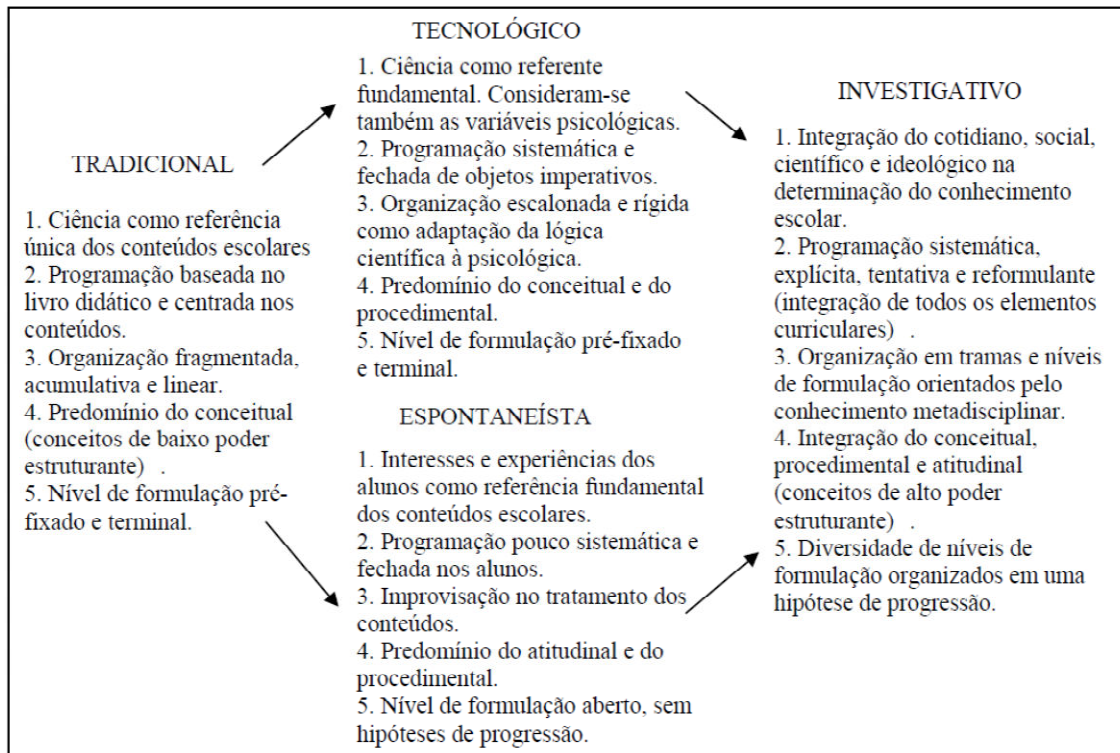 TRADICIONAL
1. Ciência como referência
única dos conteúdos escolares
2. Programação baseada no
livro didático e centrada nos
conteúdos.
3. Organização fragmentada,
acumulativa e linear.
4. Predomínio do conceitual
(conceitos de baixo poder
estruturante) .
5. Nível de formulação pré-
fixado e terminal.
TECNOLÓGICO
1. Ciência como referente
fundamental. Consideram-se
também as variáveis psicológicas.
2. Programação sistemática e
fechada de objetos imperativos.
3. Organização escalonada e rígida
como adaptação da lógica
científica à psicológica.
4. Predomínio do conceitual e do
procedimental.
5. Nível de formulação pré-fixado
e terminal.
ESPONTANEÍSTA
1. Interesses e experiências dos
alunos como referência fundamental
dos conteúdos escolares.
2. Programação pouco sistemática e
fechada nos alunos.
3. Improvisação no tratamento dos
conteúdos.
4. Predomínio do atitudinal e do
procedimental.
5. Nível de formulação aberto, sem
hipóteses de progressão.
INVESTIGATIVO
1. Integração do cotidiano, social,
científico e ideológico na
determinação do conhecimento
escolar.
2. Programação sistemática,
explícita, tentativa e reformulante
(integração de todos os elementos
curriculares) .
3. Organização em tramas e níveis
de formulação orientados pelo
conhecimento metadisciplinar.
4. Integração do conceitual,
procedimental e atitudinal
(conceitos de alto poder
estruturante) .
5. Diversidade de níveis de
formulação organizados em uma
hipótese de progressão.